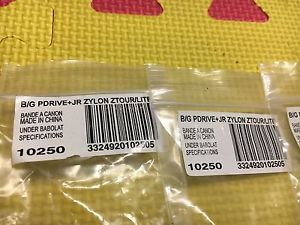 B/G PDRIVE+JR ZYLON ZTOUR/LITE
BANDE A CANON
MADE IN CHINA
UNDER BABOLAT
SPECIFICATIONS
10250
3324920102505
B/G PDRIVE+JR ZYLON ZTOUR/LITE
BANDE A CANON
MADE IN CHINA
UNDER BABOLAT
SPECIFICATIONS
10250
3324920102505